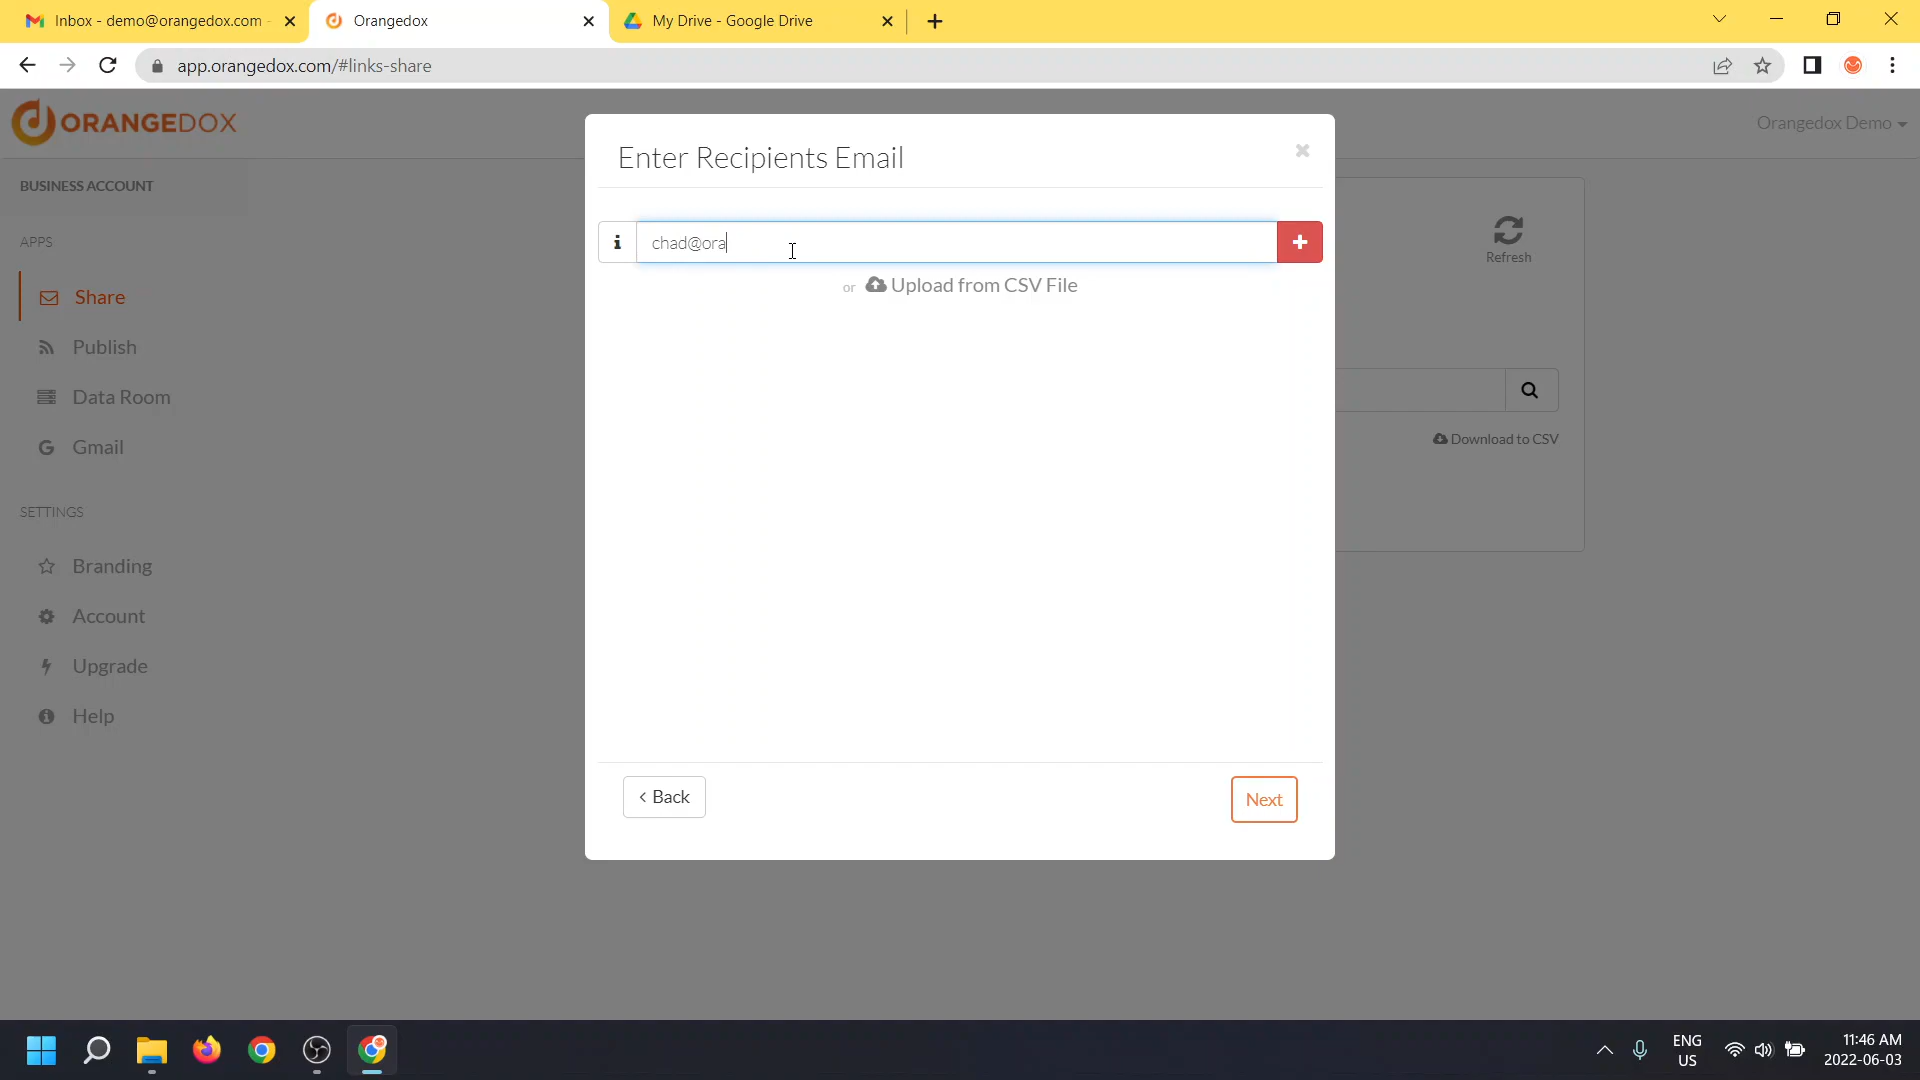 Inbox - demo@orangedox.com -
Orangedox
My Drive - Google Drive
app.orangedox.com/#links-share
ORANGEDOX
Orangedox Demo
BUSINESS ACCOUNT
APPS
Share
Publish
Data Room
Gmail
SETTINGS
Branding
Account
Upgrade
Help
Enter Recipients Email
chad@ora
or Upload from CSV File
Back
Next
Refresh
Download to CSV
ENG
US
11:46 AM
2022-06-03